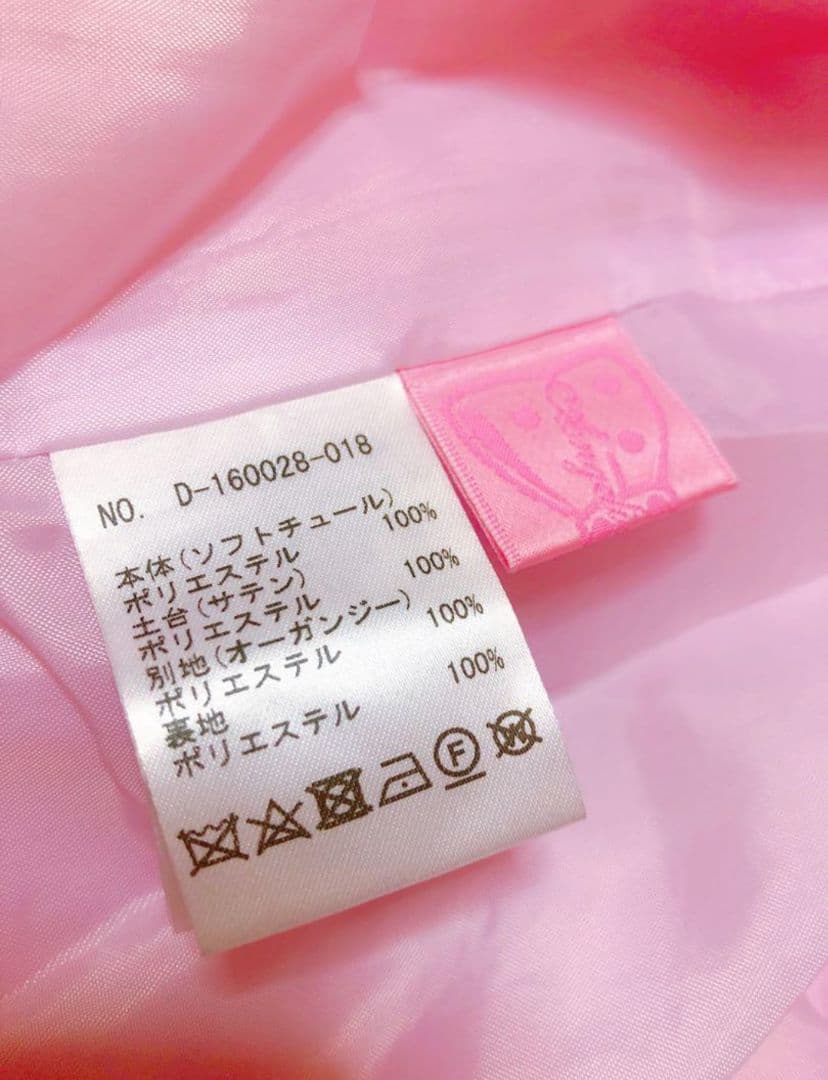 NO. D-160028-018
本体(ソフトチュール)
ポリエステル 100%
土台(サテン)
ポリエステル 100%
別地(オーガンジー)
ポリエステル 100%
裏地
ポリエステル 100%
F
W